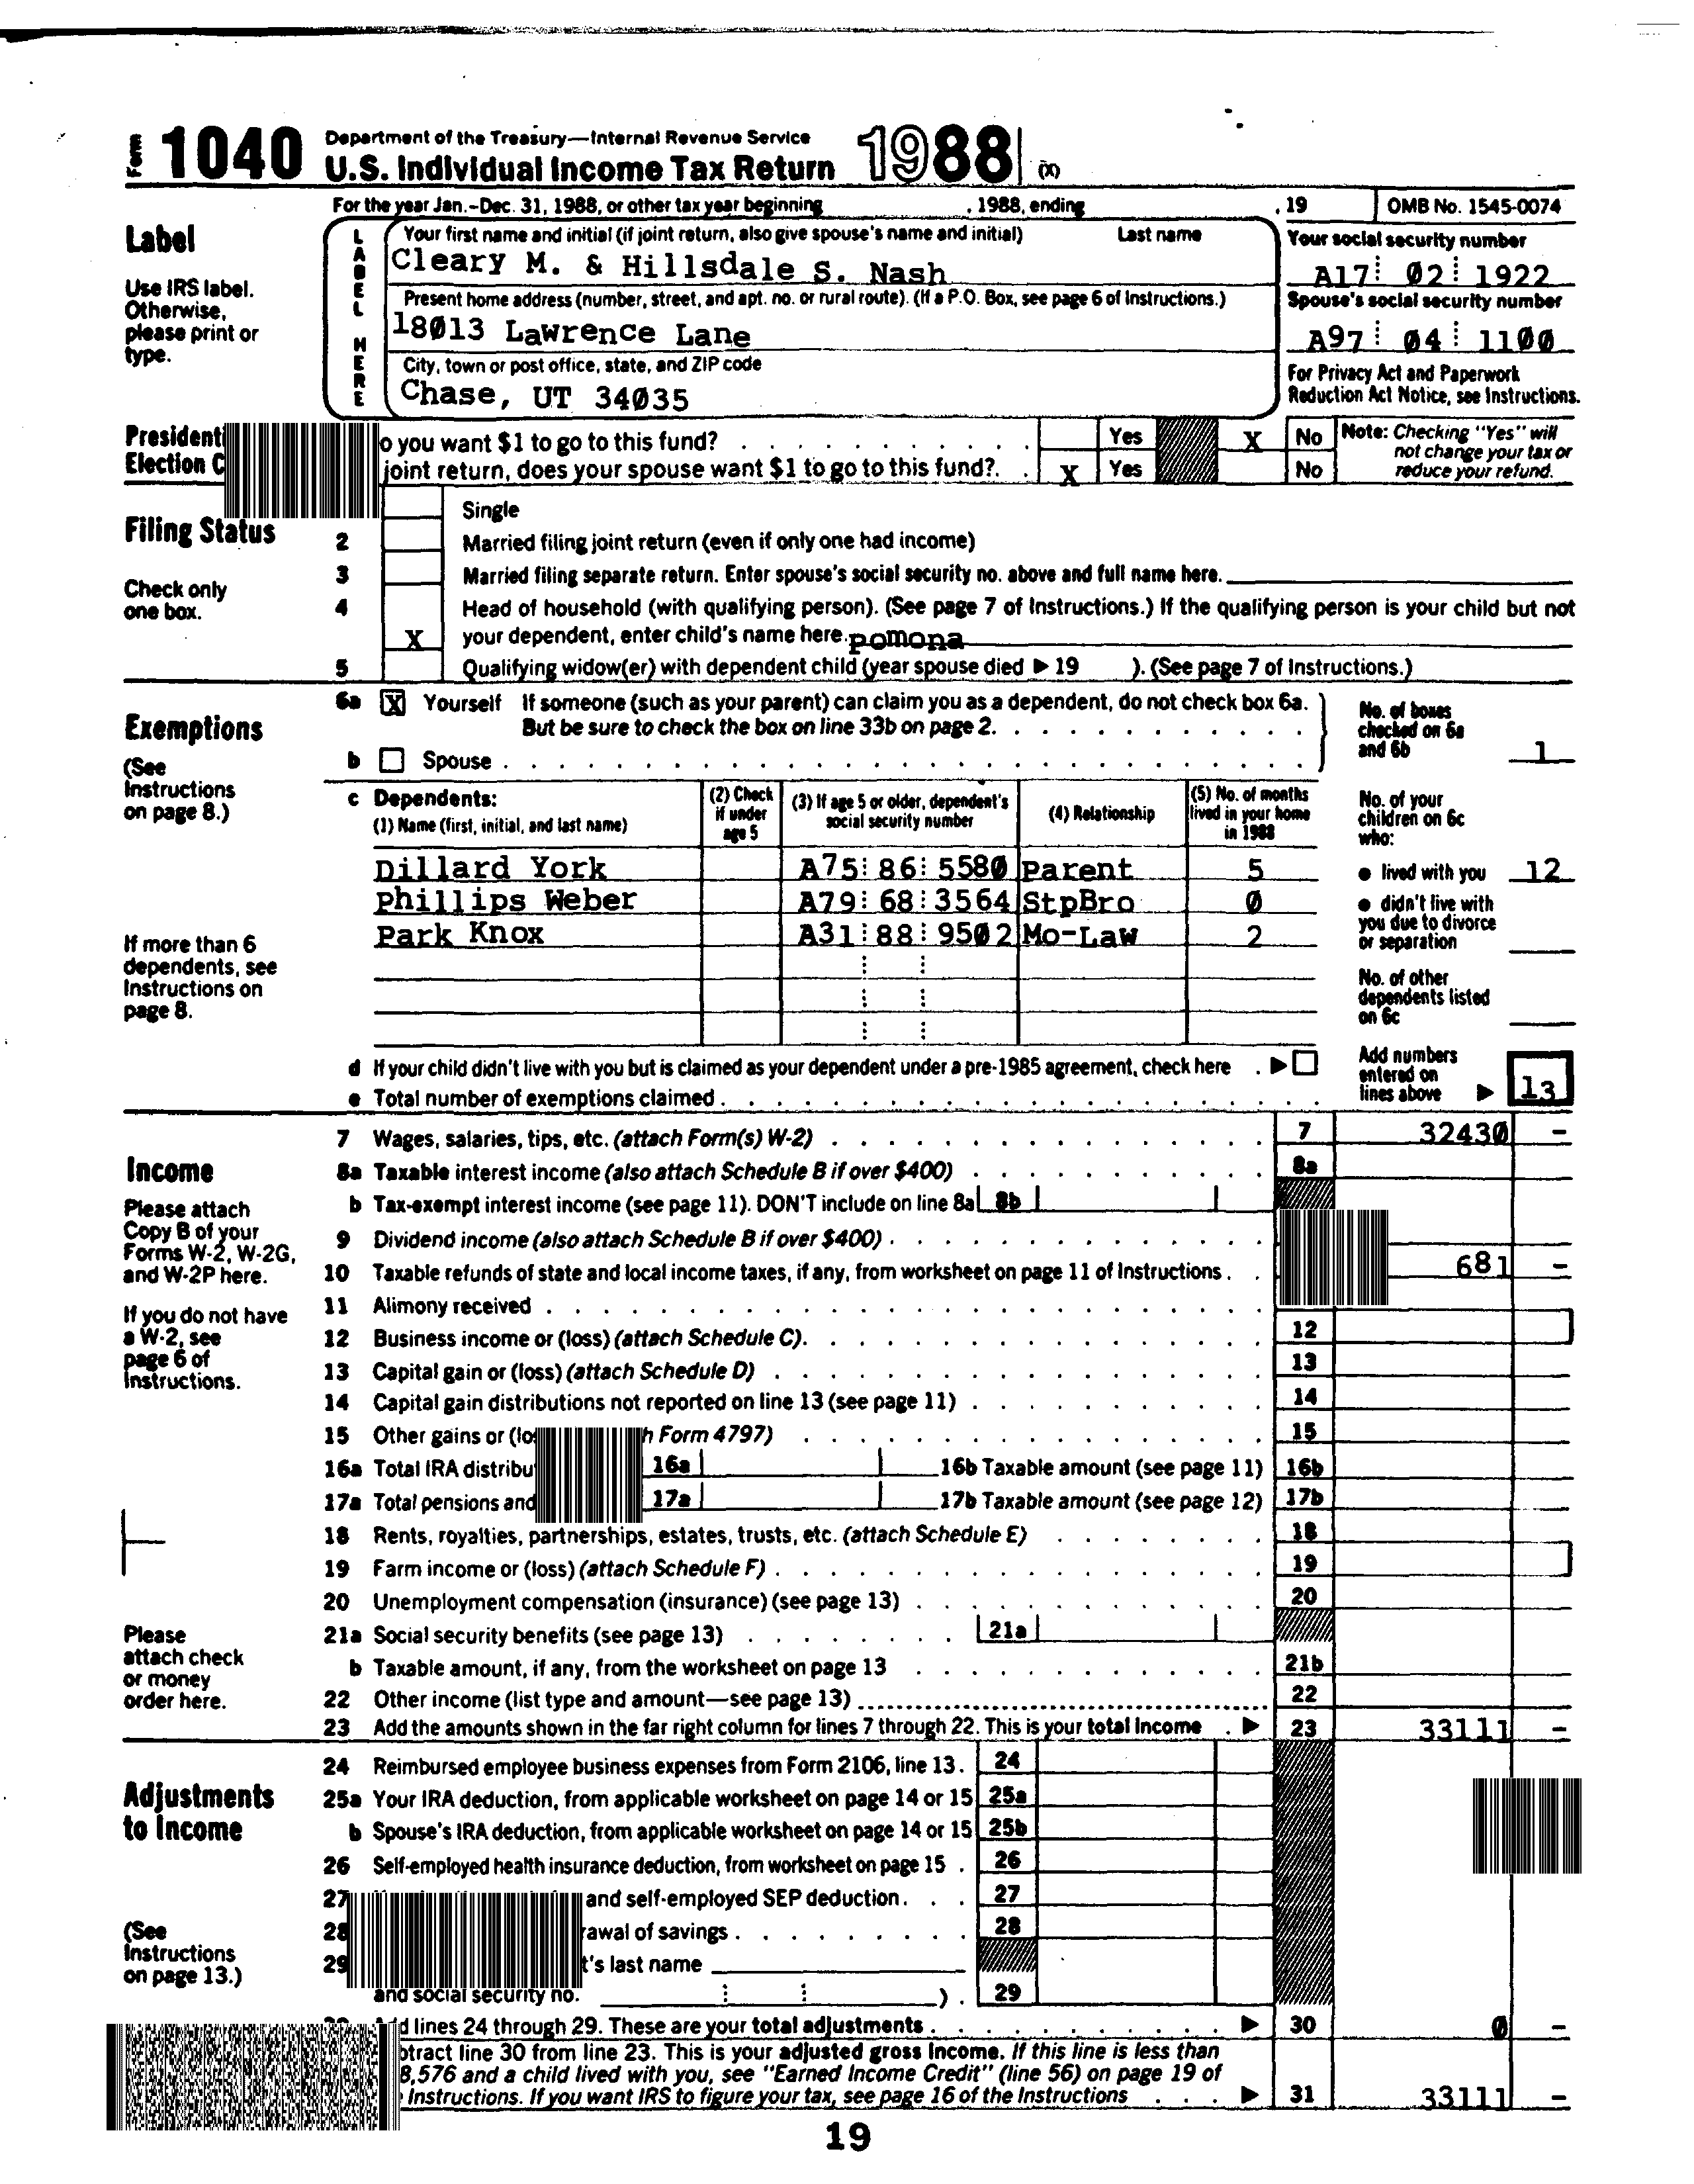 Form 1040 Department of the Treasury—Internal Revenue Service
U.S. Individual Income Tax Return 1988 (X)
For the year Jan.–Dec. 31, 1988, or other tax year beginning , 1988, ending , 19 OMB No. 1545-0074
Label
Use IRS label.
Otherwise,
please print or
type.
LABEL HERE
Your first name and initial (if joint return, also give spouse's name and initial) Last name
Cleary M. & Hillsdale S. Nash
Present home address (number, street, and apt. no. or rural route). (If a P.O. Box, see page 6 of Instructions.)
18013 Lawrence Lane
City, town or post office, state, and ZIP code
Chase, UT 34035
Your social security number
A17 02 1922
Spouse's social security number
A97 04 1100
For Privacy Act and Paperwork
Reduction Act Notice, see Instructions.
President
Election C
o you want $1 to go to this fund? Yes X No
joint return, does your spouse want $1 to go to this fund? X Yes No
Note: Checking "Yes" will
not change your tax or
reduce your refund.
Filing Status
Check only
one box.
Single
2 Married filing joint return (even if only one had income)
3 Married filing separate return. Enter spouse's social security no. above and full name here.
4 Head of household (with qualifying person). (See page 7 of Instructions.) If the qualifying person is your child but not
X your dependent, enter child's name here. pomona
5 Qualifying widow(er) with dependent child (year spouse died ▶ 19 ). (See page 7 of Instructions.)
Exemptions
(See
Instructions
on page 8.)
If more than 6
dependents, see
Instructions on
page 8.
6a X Yourself If someone (such as your parent) can claim you as a dependent, do not check box 6a.
But be sure to check the box on line 33b on page 2.
b Spouse
No. of boxes
checked on 6a
and 6b 1
c Dependents:
(1) Name (first, initial, and last name)
(2) Check
if under
age 5
(3) If age 5 or older, dependent's
social security number
(4) Relationship
(5) No. of months
lived in your home
in 1988
Dillard York A75 86 5580 Parent 5
Phillips Weber A79 68 3564 StpBro 0
Park Knox A31 88 9502 Mo-Law 2
No. of your
children on 6c
who:
● lived with you 12
● didn't live with
you due to divorce
or separation
No. of other
dependents listed
on 6c
d If your child didn't live with you but is claimed as your dependent under a pre-1985 agreement, check here . ▶
e Total number of exemptions claimed
Add numbers
entered on
lines above ▶ 13
Income
Please attach
Copy B of your
Forms W-2, W-2G,
and W-2P here.
If you do not have
a W-2, see
page 6 of
Instructions.
Please
attach check
or money
order here.
7 Wages, salaries, tips, etc. (attach Form(s) W-2) 7 32430 –
8a Taxable interest income (also attach Schedule B if over $400) 8a
b Tax-exempt interest income (see page 11). DON'T include on line 8a 8b
9 Dividend income (also attach Schedule B if over $400)
10 Taxable refunds of state and local income taxes, if any, from worksheet on page 11 of Instructions 681 –
11 Alimony received
12 Business income or (loss) (attach Schedule C) 12
13 Capital gain or (loss) (attach Schedule D) 13
14 Capital gain distributions not reported on line 13 (see page 11) 14
15 Other gains or (lo h Form 4797) 15
16a Total IRA distribu 16a 16b Taxable amount (see page 11) 16b
17a Total pensions and 17a 17b Taxable amount (see page 12) 17b
18 Rents, royalties, partnerships, estates, trusts, etc. (attach Schedule E) 18
19 Farm income or (loss) (attach Schedule F) 19
20 Unemployment compensation (insurance) (see page 13) 20
21a Social security benefits (see page 13) 21a
b Taxable amount, if any, from the worksheet on page 13 21b
22 Other income (list type and amount—see page 13) 22
23 Add the amounts shown in the far right column for lines 7 through 22. This is your total income ▶ 23 33111 –
Adjustments
to Income
(See
Instructions
on page 13.)
24 Reimbursed employee business expenses from Form 2106, line 13 24
25a Your IRA deduction, from applicable worksheet on page 14 or 15 25a
b Spouse's IRA deduction, from applicable worksheet on page 14 or 15 25b
26 Self-employed health insurance deduction, from worksheet on page 15 26
27 and self-employed SEP deduction 27
28 rawal of savings 28
29 t's last name
and social security no. ) 29
d lines 24 through 29. These are your total adjustments ▶ 30 0 –
btract line 30 from line 23. This is your adjusted gross income. If this line is less than
8,576 and a child lived with you, see "Earned Income Credit" (line 56) on page 19 of
Instructions. If you want IRS to figure your tax, see page 16 of the Instructions ▶ 31 33111 –
19